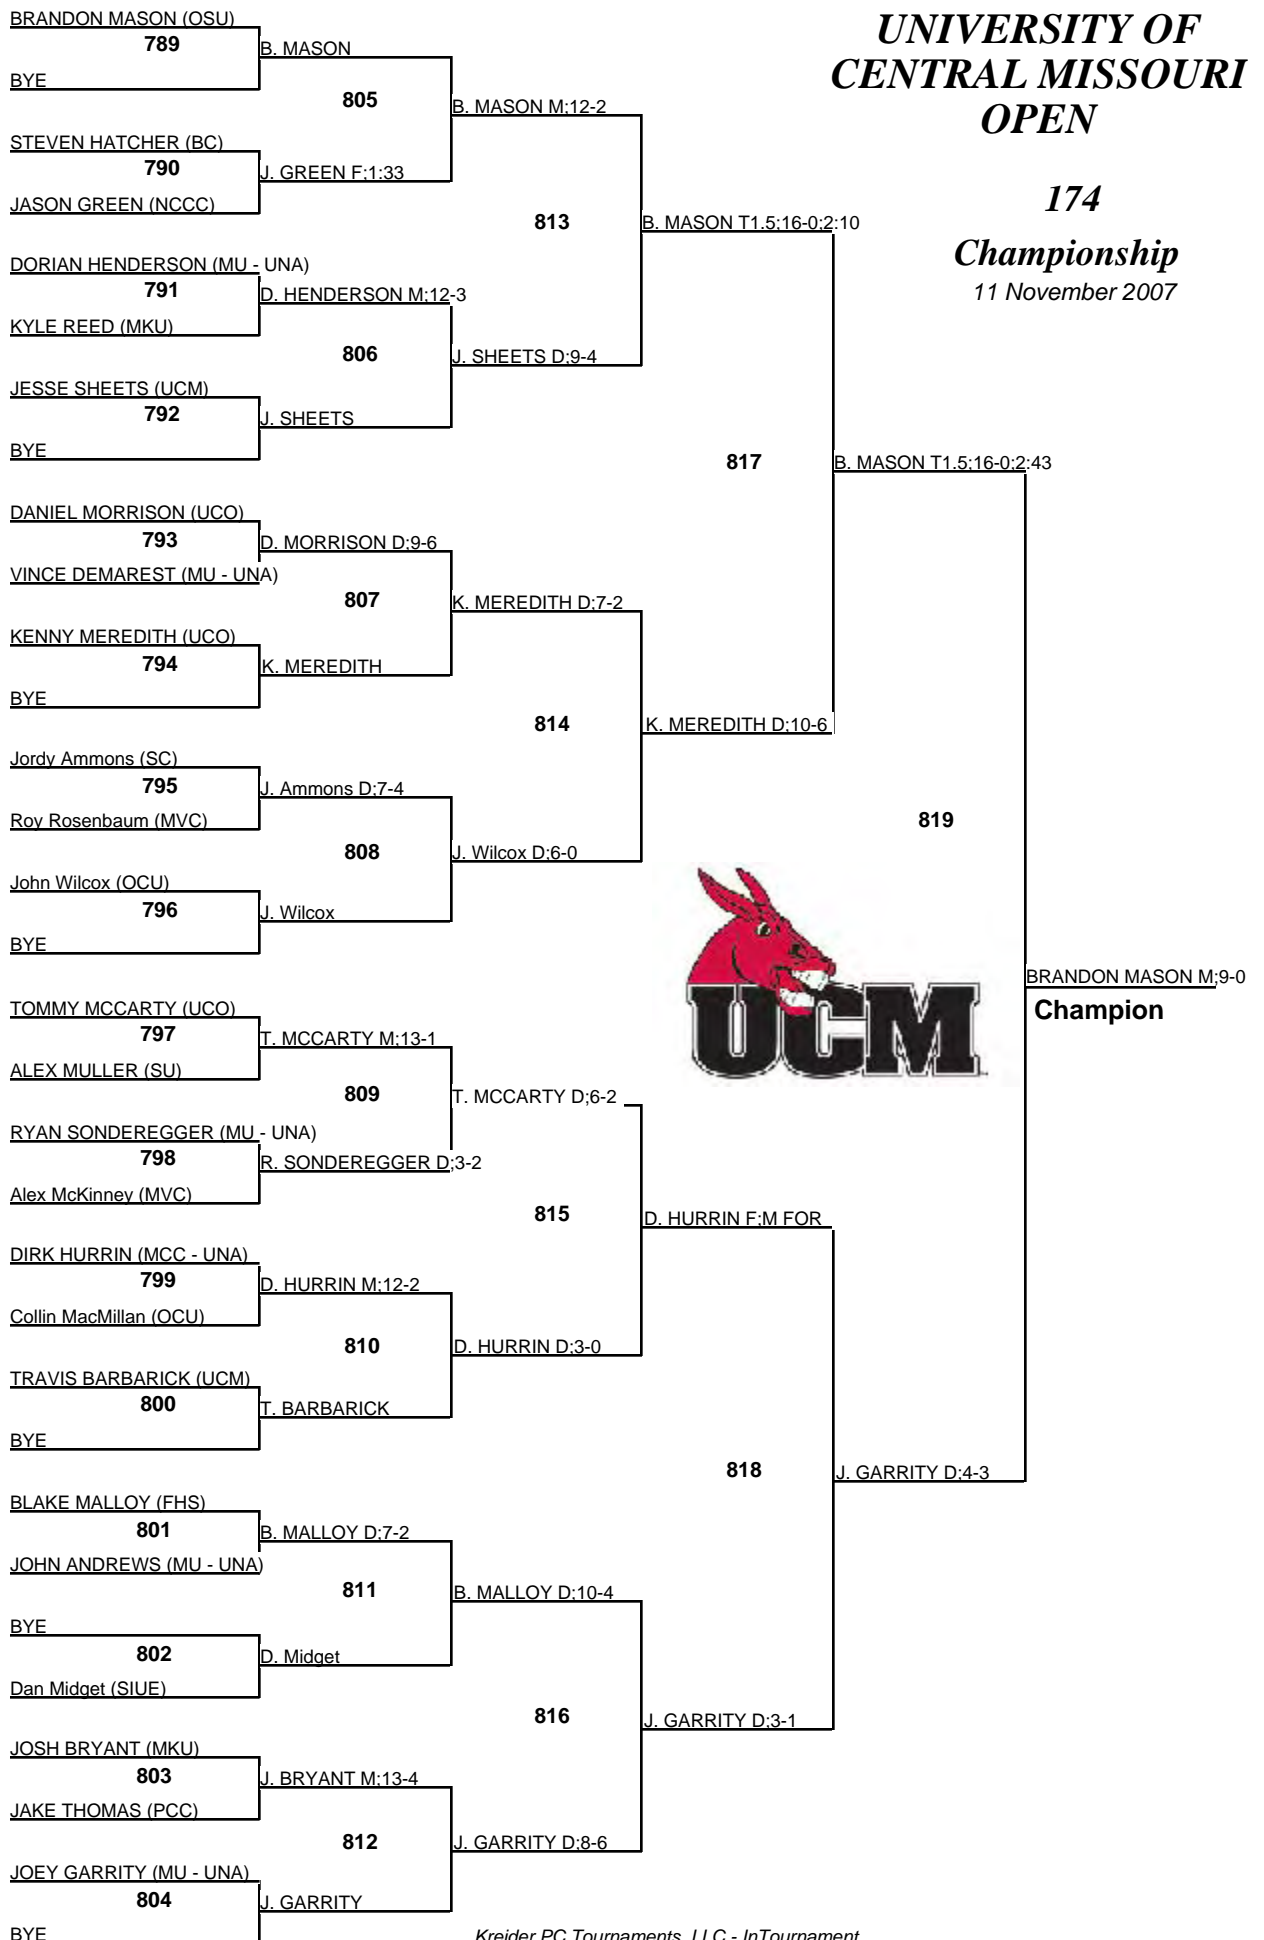 UNIVERSITY OF
CENTRAL MISSOURI
OPEN
174
Championship
11 November 2007
BRANDON MASON (OSU)
789
BYE
B. MASON
805
STEVEN HATCHER (BC)
790
JASON GREEN (NCCC)
J. GREEN F;1:33
B. MASON M;12-2
813
DORIAN HENDERSON (MU - UNA)
791
KYLE REED (MKU)
D. HENDERSON M;12-3
806
JESSE SHEETS (UCM)
792
BYE
J. SHEETS
J. SHEETS D;9-4
B. MASON T1.5;16-0;2:10
817
DANIEL MORRISON (UCO)
793
VINCE DEMAREST (MU - UNA)
D. MORRISON D;9-6
807
KENNY MEREDITH (UCO)
794
BYE
K. MEREDITH
K. MEREDITH D;7-2
814
Jordy Ammons (SC)
795
Roy Rosenbaum (MVC)
J. Ammons D;7-4
808
John Wilcox (OCU)
796
BYE
J. Wilcox
J. Wilcox D;6-0
K. MEREDITH D;10-6
B. MASON T1.5;16-0;2:43
819
UCM
TOMMY MCCARTY (UCO)
797
ALEX MULLER (SU)
T. MCCARTY M;13-1
809
RYAN SONDEREGGER (MU - UNA)
798
Alex McKinney (MVC)
R. SONDEREGGER D;3-2
T. MCCARTY D;6-2
815
DIRK HURRIN (MCC - UNA)
799
Collin MacMillan (OCU)
D. HURRIN M;12-2
810
TRAVIS BARBARICK (UCM)
800
BYE
T. BARBARICK
D. HURRIN D;3-0
D. HURRIN F;M FOR
818
BLAKE MALLOY (FHS)
801
JOHN ANDREWS (MU - UNA)
B. MALLOY D;7-2
811
BYE
802
Dan Midget (SIUE)
D. Midget
B. MALLOY D;10-4
816
JOSH BRYANT (MKU)
803
JAKE THOMAS (PCC)
J. BRYANT M;13-4
812
JOEY GARRITY (MU - UNA)
804
BYE
J. GARRITY
J. GARRITY D;8-6
J. GARRITY D;3-1
J. GARRITY D;4-3
BRANDON MASON M;9-0
Champion
Kreider PC Tournaments, LLC - InTournament